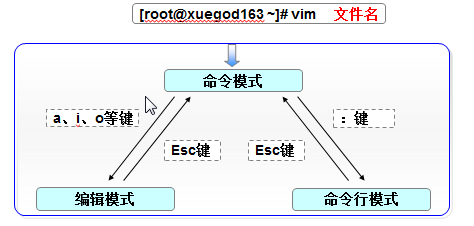 [root@xuegod163 ~]# vim 文件名
命令模式
a、i、o等键
：键
Esc键
Esc键
编辑模式
命令行模式